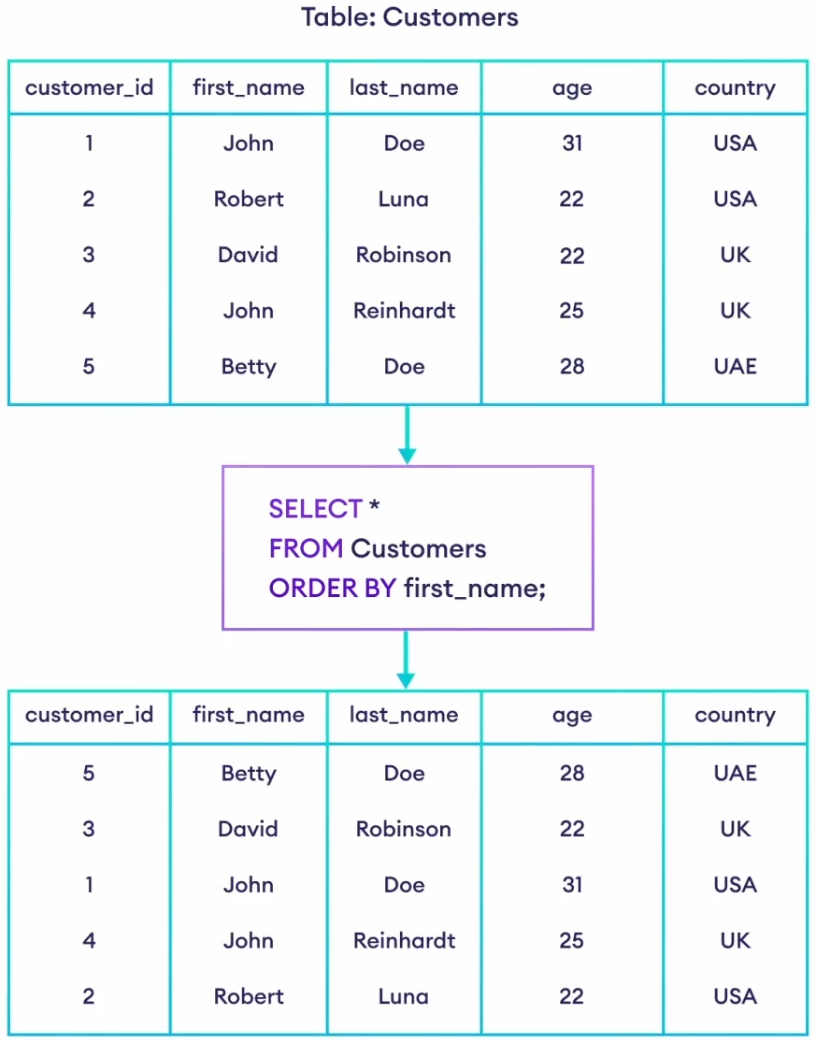 Table: Customers
customer_id first_name last_name age country
1 John Doe 31 USA
2 Robert Luna 22 USA
3 David Robinson 22 UK
4 John Reinhardt 25 UK
5 Betty Doe 28 UAE
SELECT *
FROM Customers
ORDER BY first_name;
customer_id first_name last_name age country
5 Betty Doe 28 UAE
3 David Robinson 22 UK
1 John Doe 31 USA
4 John Reinhardt 25 UK
2 Robert Luna 22 USA